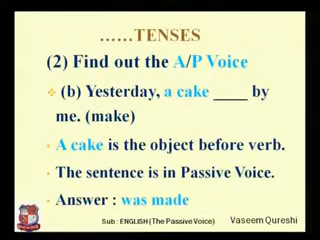 ……TENSES
(2) Find out the A/P Voice
(b) Yesterday, a cake ____ by
me. (make)
A cake is the object before verb.
The sentence is in Passive Voice.
Answer : was made
Sub : ENGLISH (The Passive Voice) Vaseem Qureshi